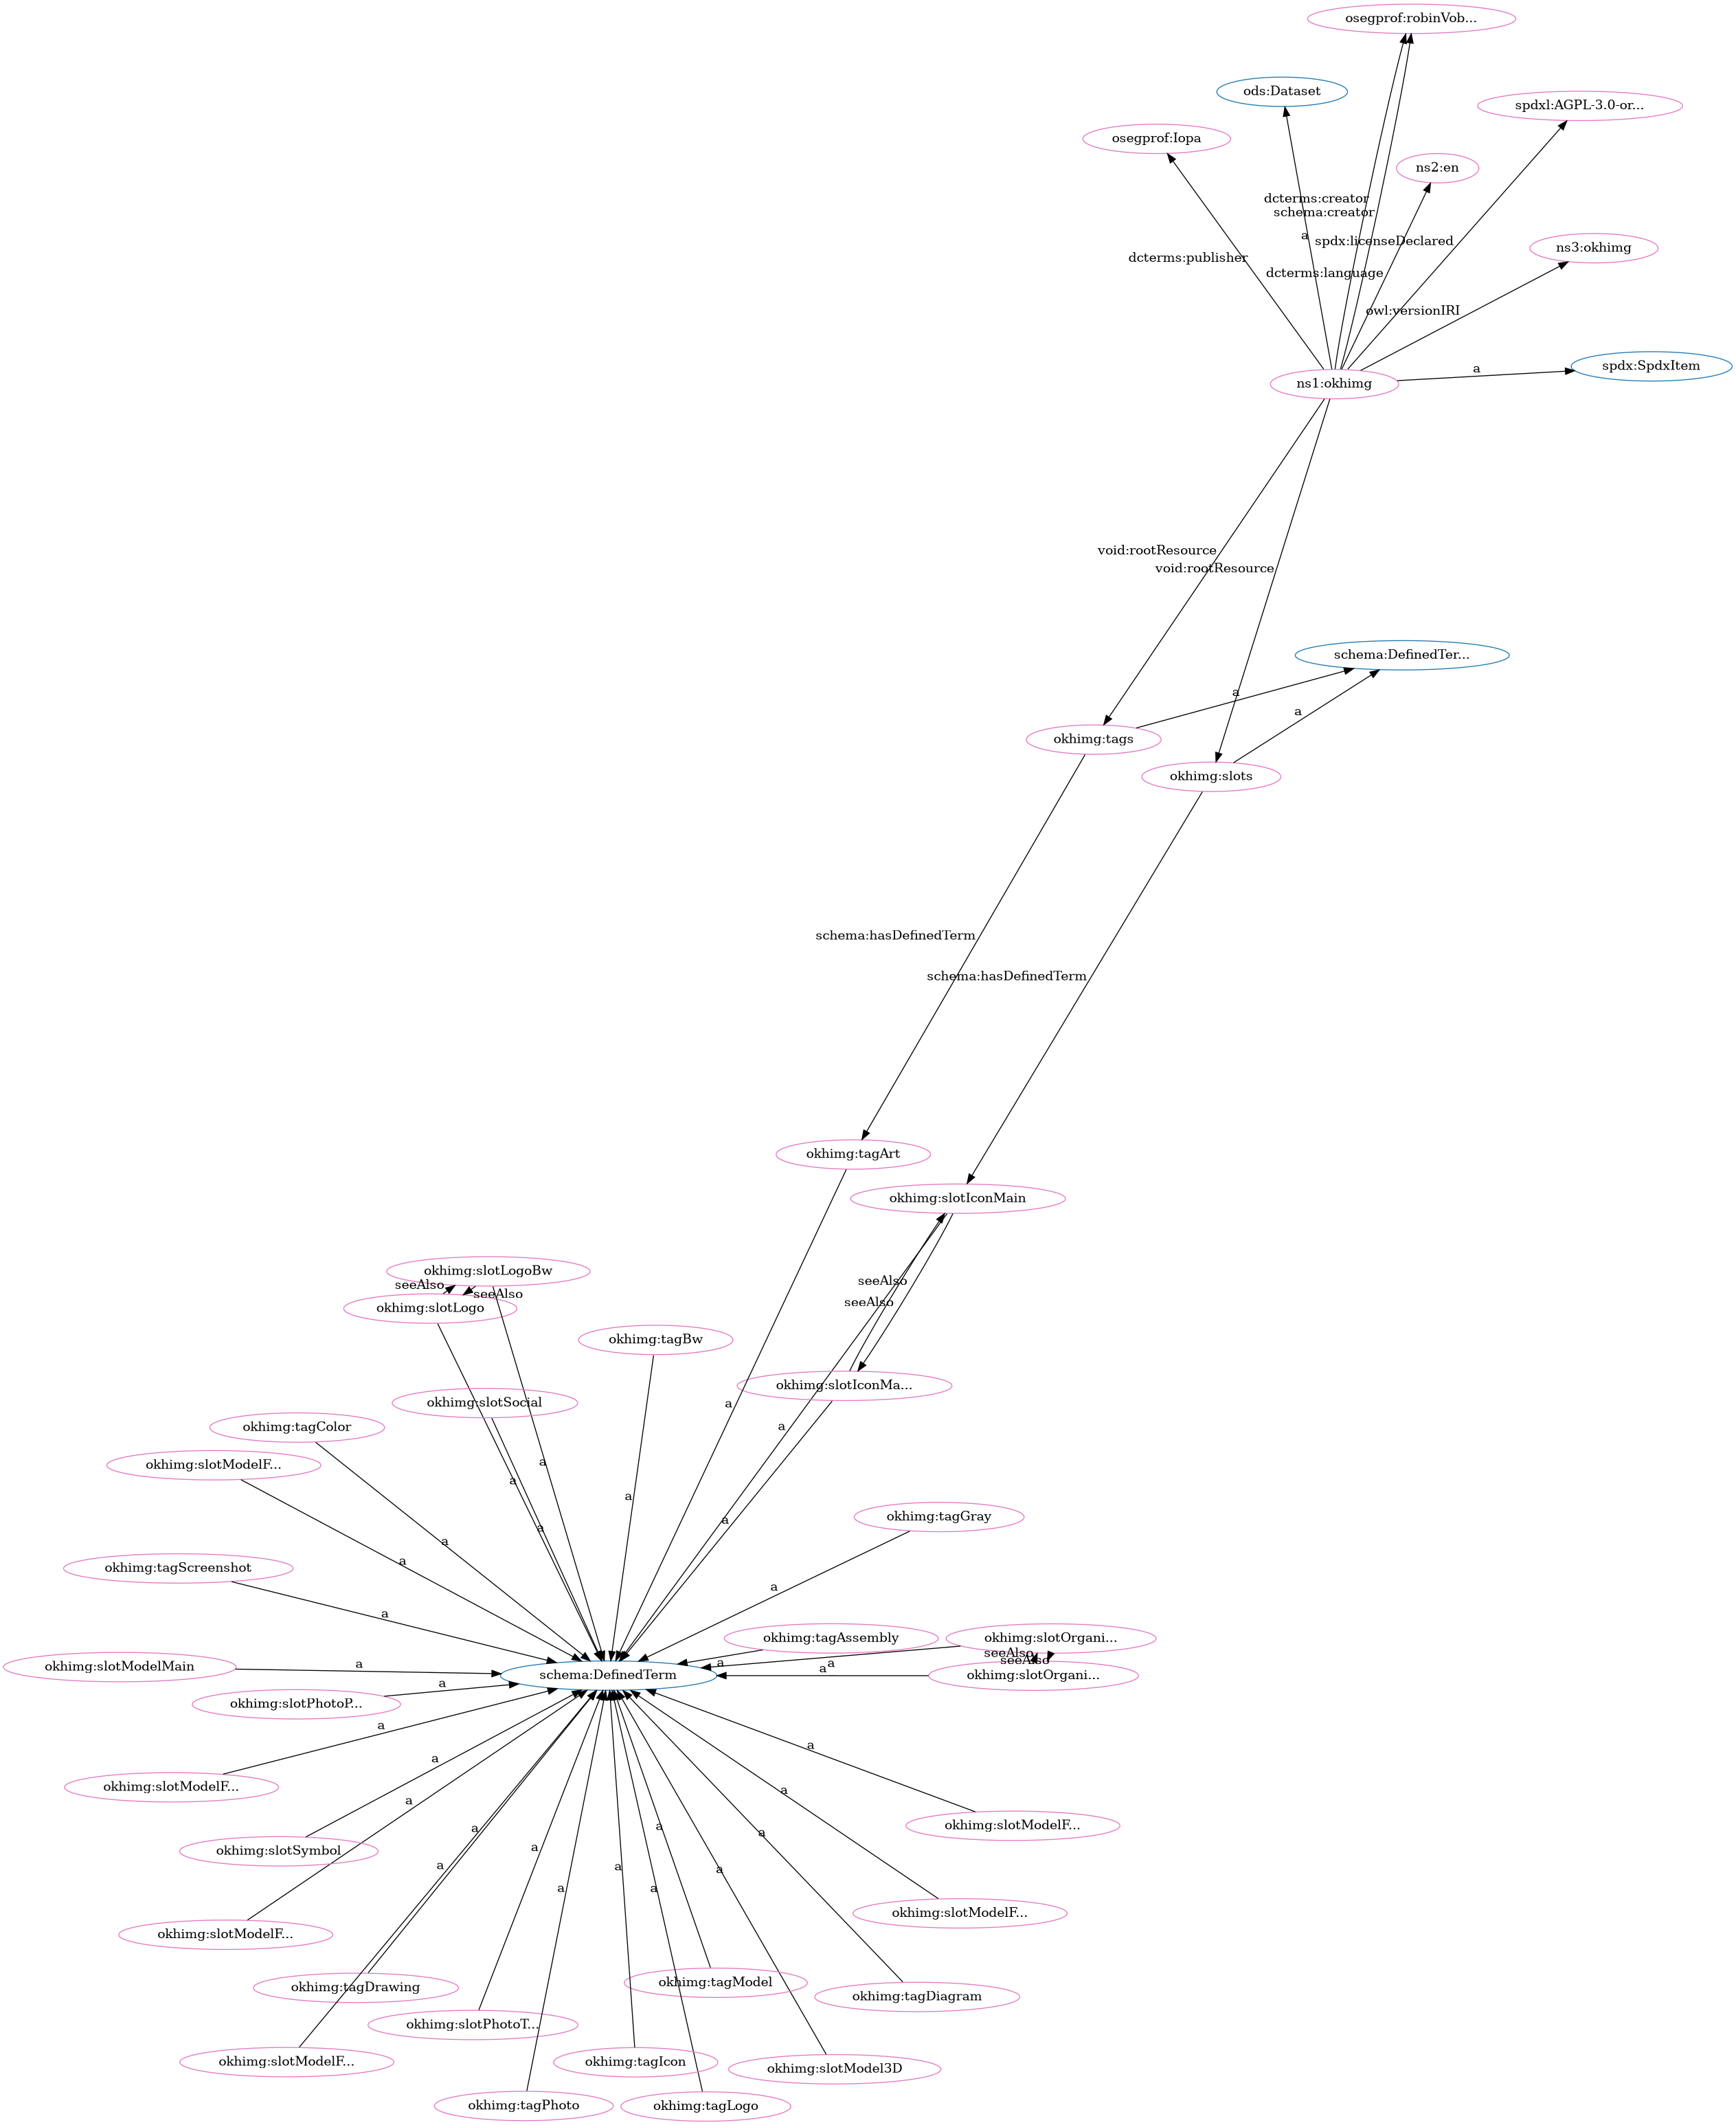 osegprof:robinVob...
ods:Dataset
spdxl:AGPL-3.0-or...
osegprof:Iopa
ns2:en
dcterms:creator
schema:creator
a
spdx:licenseDeclared
ns3:okhimg
dcterms:publisher
dcterms:language
owl:versionIRI
spdx:SpdxItem
a
ns1:okhimg
void:rootResource
void:rootResource
schema:DefinedTer...
a
a
okhimg:tags
okhimg:slots
schema:hasDefinedTerm
schema:hasDefinedTerm
okhimg:tagArt
okhimg:slotIconMain
okhimg:slotLogoBw
seeAlso
seeAlso
seeAlso
okhimg:slotLogo
seeAlso
okhimg:tagBw
okhimg:slotIconMa...
okhimg:slotSocial
a
okhimg:tagColor
a
okhimg:slotModelF...
a
a
a
okhimg:tagGray
a
a
a
a
okhimg:tagScreenshot
a
a
a
okhimg:tagAssembly
okhimg:slotOrgani...
seeAlso
seeAlso
okhimg:slotModelMain
a
a
a
a
schema:DefinedTerm
okhimg:slotOrgani...
a
okhimg:slotPhotoP...
a
a
a
okhimg:slotModelF...
a
a
okhimg:slotModelF...
a
a
a
a
okhimg:slotSymbol
a
a
a
a
a
okhimg:slotModelF...
okhimg:slotModelF...
okhimg:tagDrawing
okhimg:tagModel
okhimg:tagDiagram
okhimg:slotPhotoT...
okhimg:slotModelF...
okhimg:tagIcon
okhimg:slotModel3D
okhimg:tagPhoto
okhimg:tagLogo